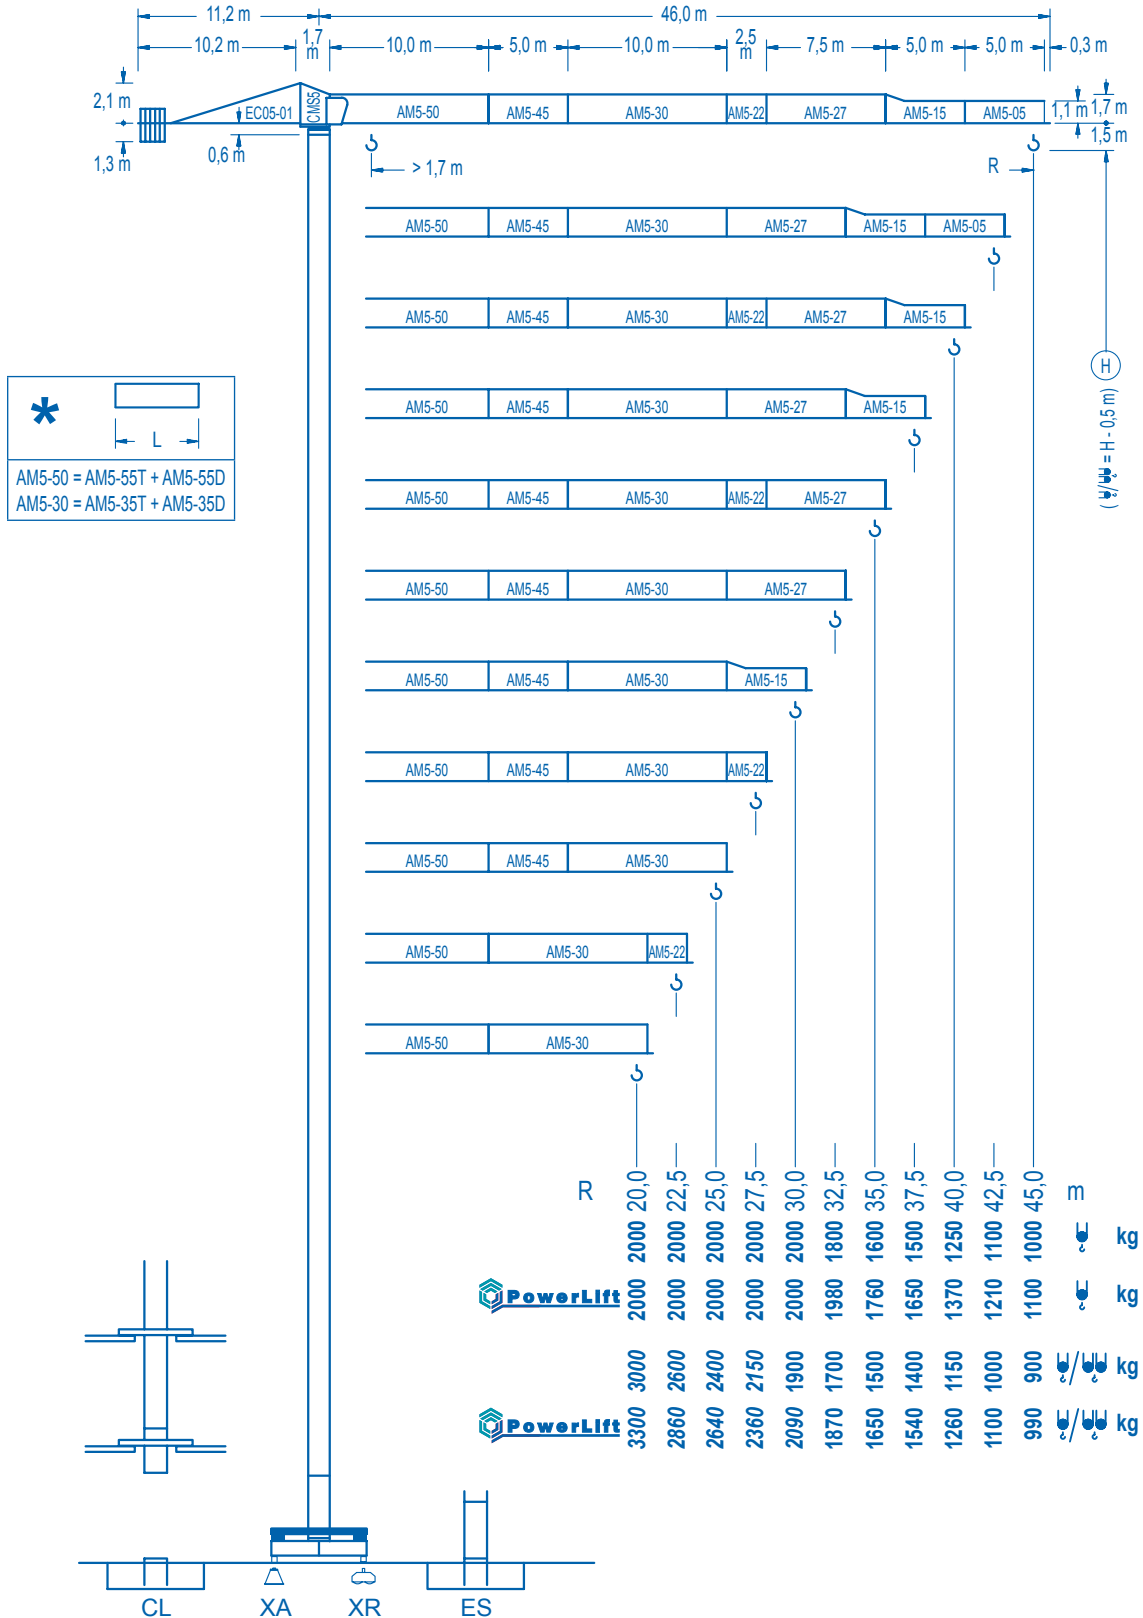 11,2 m
46,0 m
10,2 m
1,7 m
10,0 m
5,0 m
10,0 m
2,5 m
7,5 m
5,0 m
5,0 m
0,3 m
2,1 m
1,3 m
EC05-01
CMS5
AM5-50
AM5-45
AM5-30
AM5-22
AM5-27
AM5-15
AM5-05
1,1 m
1,7 m
1,5 m
0,6 m
> 1,7 m
R
AM5-50 AM5-45 AM5-30 AM5-27 AM5-15 AM5-05
AM5-50 AM5-45 AM5-30 AM5-22 AM5-27 AM5-15
H
( / = H - 0,5 m)
*
L
AM5-50 = AM5-55T + AM5-55D
AM5-30 = AM5-35T + AM5-35D
AM5-50 AM5-45 AM5-30 AM5-27 AM5-15
AM5-50 AM5-45 AM5-30 AM5-22 AM5-27
AM5-50 AM5-45 AM5-30 AM5-27
AM5-50 AM5-45 AM5-30 AM5-15
AM5-50 AM5-45 AM5-30 AM5-22
AM5-50 AM5-45 AM5-30
AM5-50 AM5-30 AM5-22
AM5-50 AM5-30
R 20,0 22,5 25,0 27,5 30,0 32,5 35,0 37,5 40,0 42,5 45,0 m
2000 2000 2000 2000 2000 1800 1600 1500 1250 1100 1000 kg
PowerLift 2000 2000 2000 2000 2000 1980 1760 1650 1370 1210 1100 kg
3000 2600 2400 2150 1900 1700 1500 1400 1150 1000 900 / kg
PowerLift 3300 2860 2640 2360 2090 1870 1650 1540 1260 1100 990 / kg
CL XA XR ES